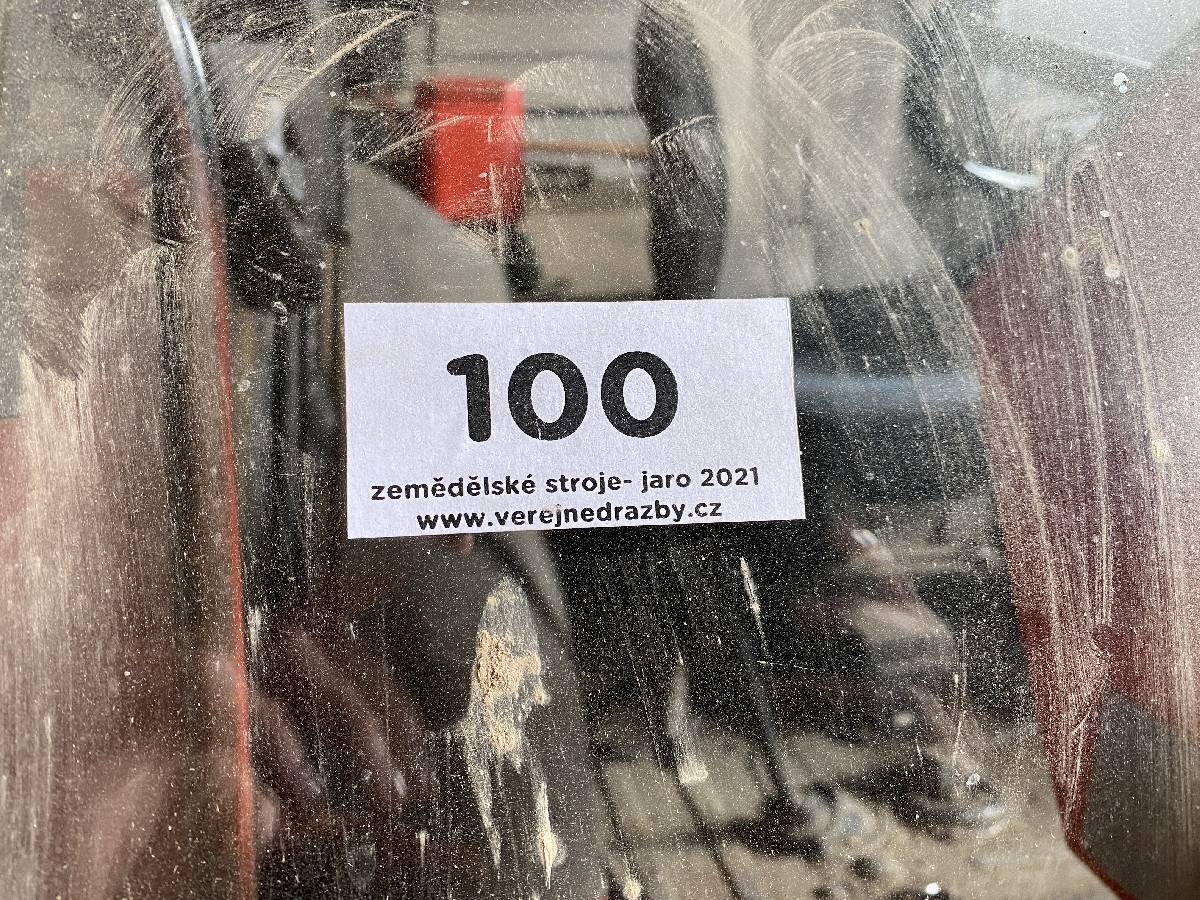 100
zemědělské stroje- jaro 2021
www.verejnedrazby.cz